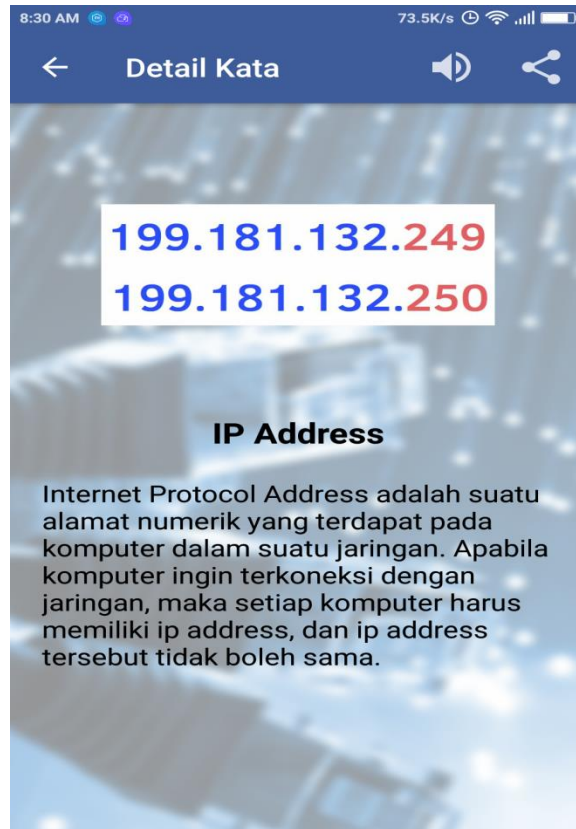 8:30 AM 73.5K/s
Detail Kata
199.181.132.249
199.181.132.250
IP Address
Internet Protocol Address adalah suatu
alamat numerik yang terdapat pada
komputer dalam suatu jaringan. Apabila
komputer ingin terkoneksi dengan
jaringan, maka setiap komputer harus
memiliki ip address, dan ip address
tersebut tidak boleh sama.